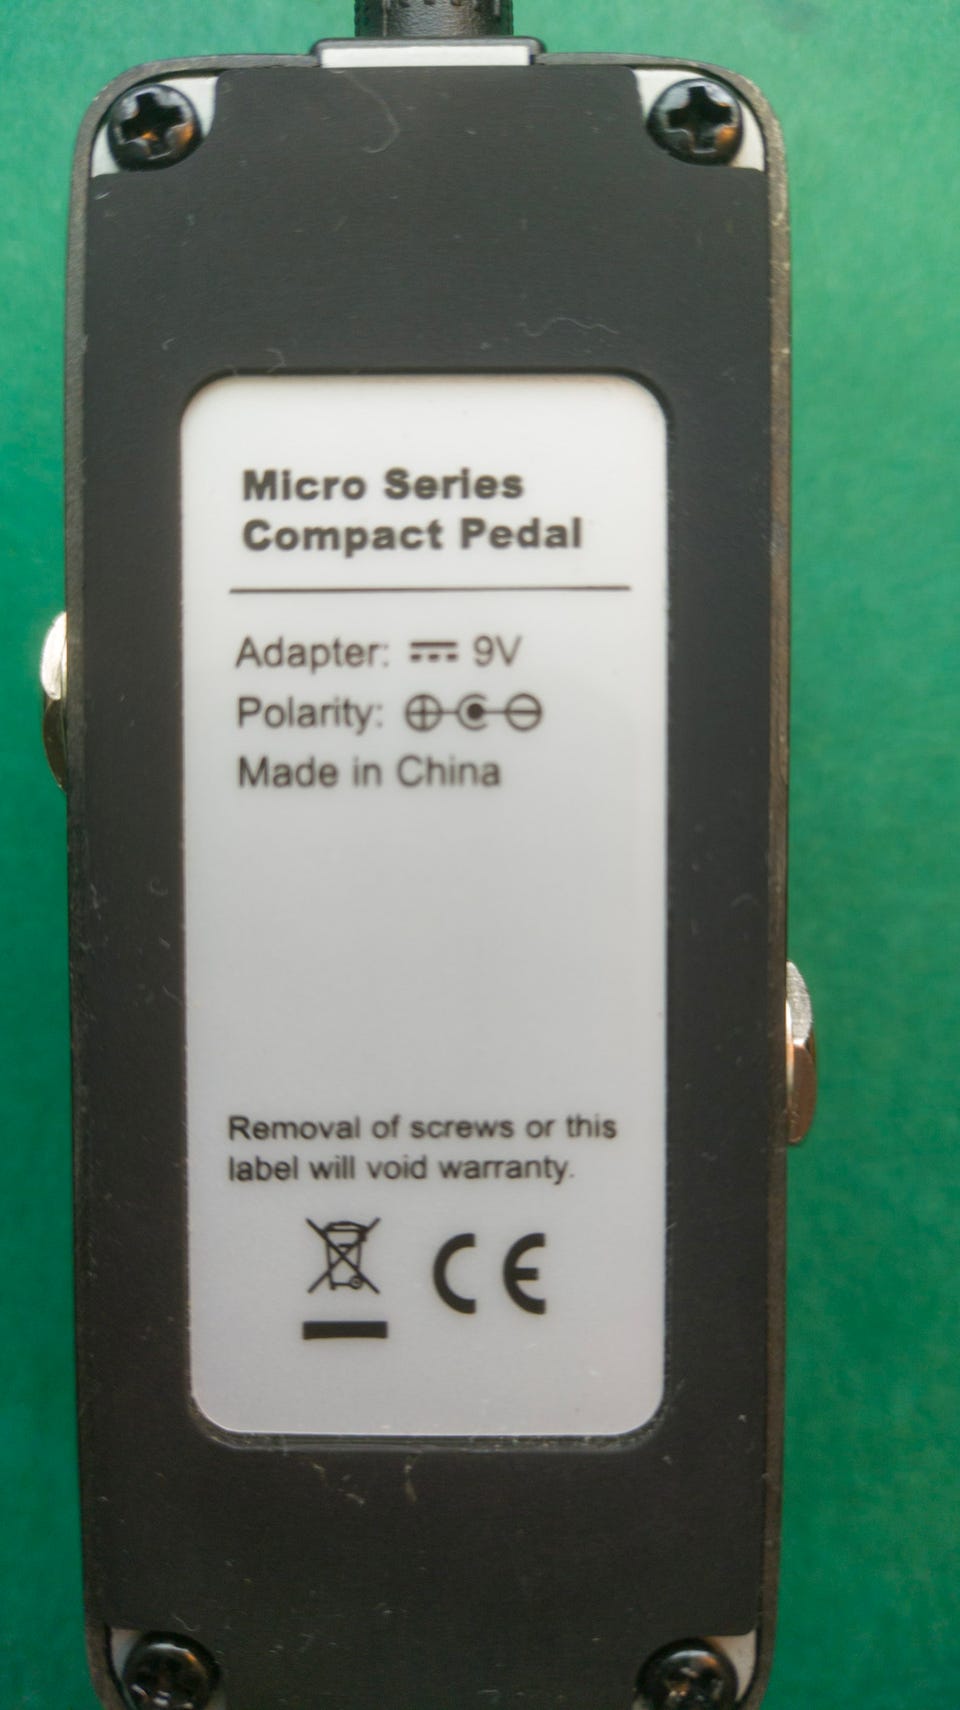 Micro Series
Compact Pedal
Adapter: ⎓ 9V
Polarity:
Made in China
Removal of screws or this
label will void warranty.
CE